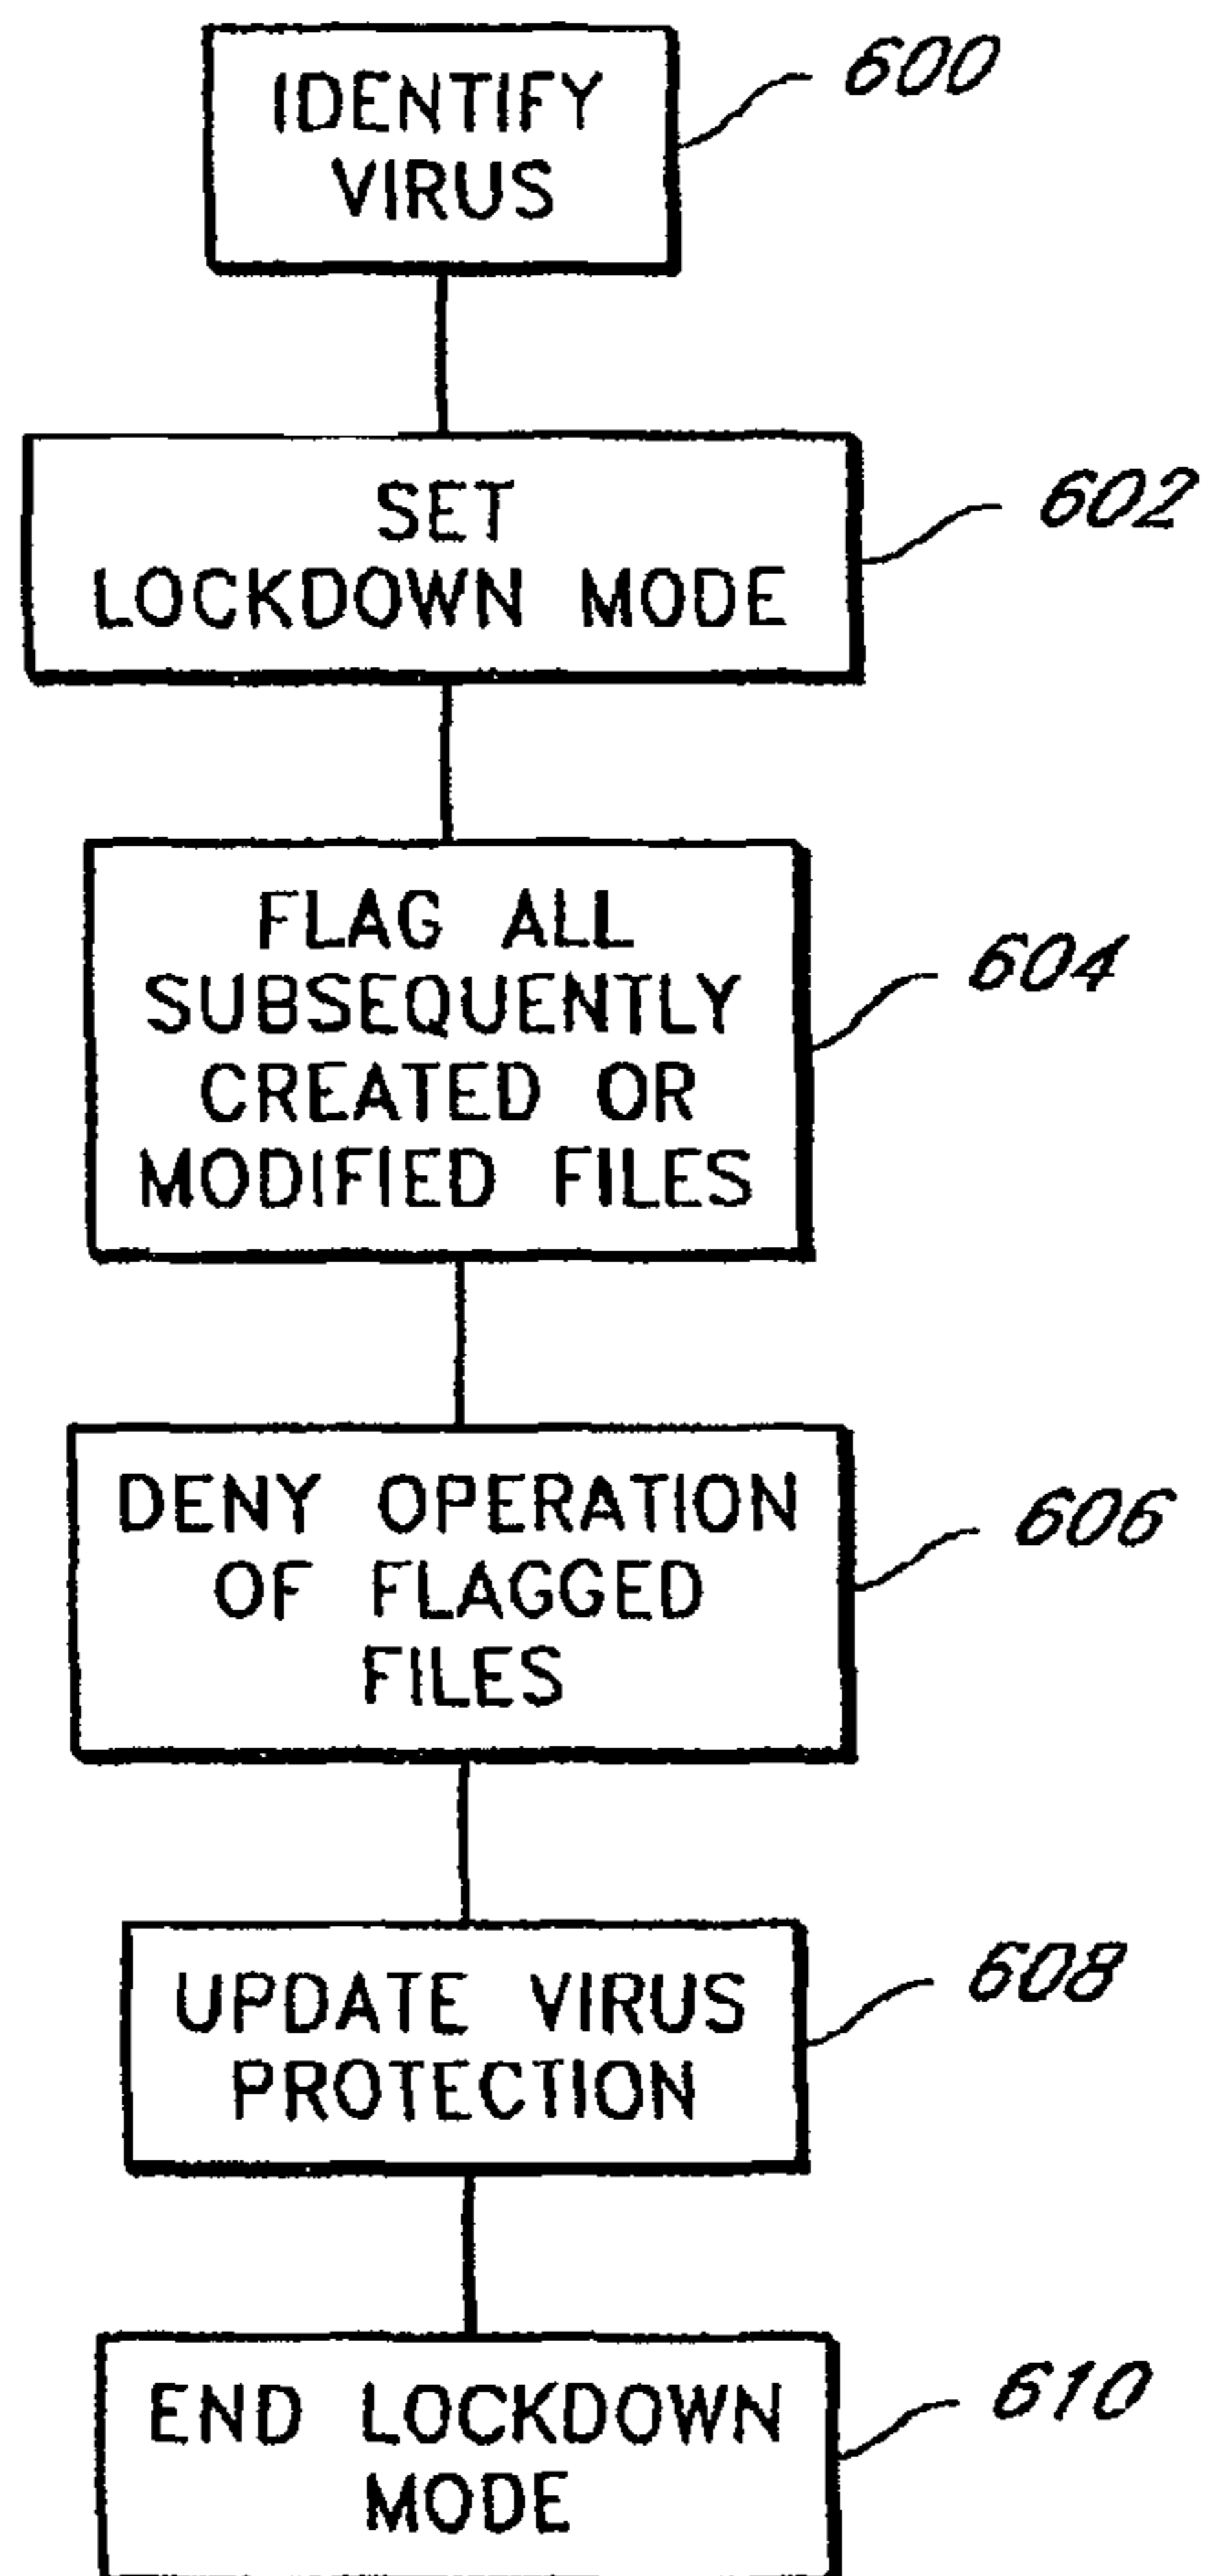 IDENTIFY
VIRUS
600
SET
LOCKDOWN MODE
602
FLAG ALL
SUBSEQUENTLY
CREATED OR
MODIFIED FILES
604
DENY OPERATION
OF FLAGGED
FILES
606
UPDATE VIRUS
PROTECTION
608
END LOCKDOWN
MODE
610